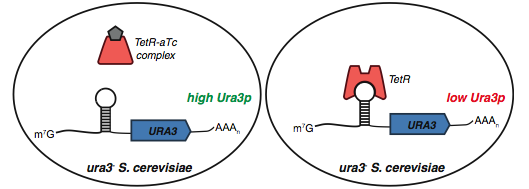 TetR-aTc
complex
high Ura3p
m⁷G
URA3
AAAₙ
ura3⁻ S. cerevisiae
TetR
low Ura3p
m⁷G
URA3
AAAₙ
ura3⁻ S. cerevisiae